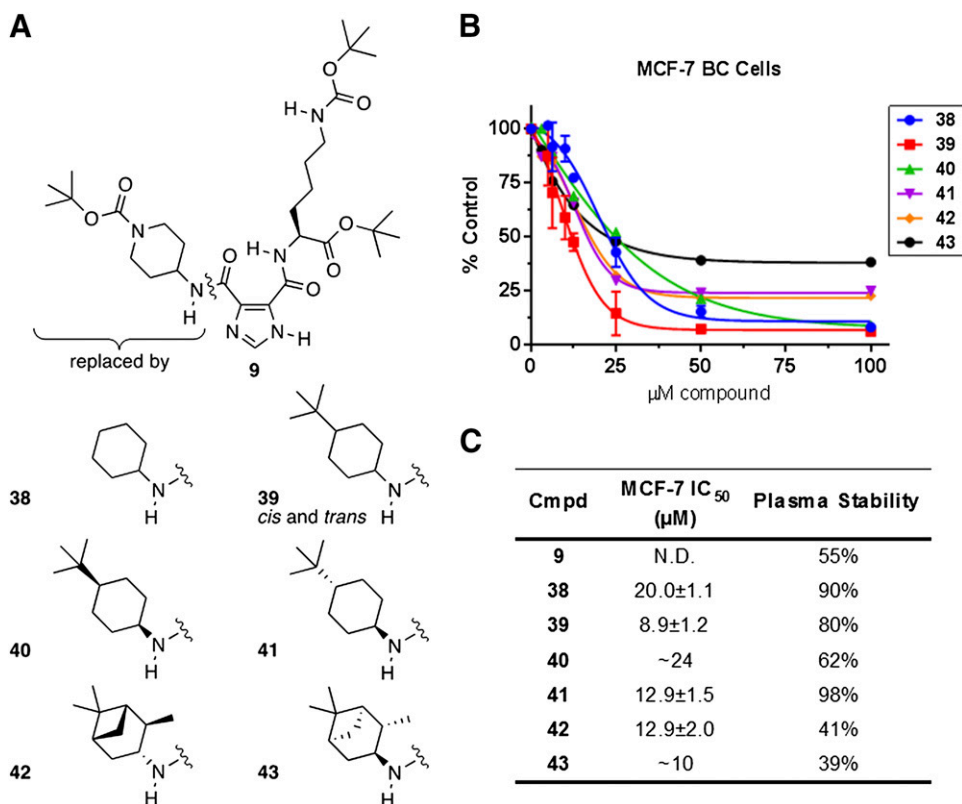 A
O
O
H
N
O
O
O
N
O
H
N
O
O
N
H
O
N
N
H
replaced by
9
38
N
H
39
cis and trans
N
H
40
N
H
41
N
H
42
N
H
43
N
H
B
MCF-7 BC Cells
100
75
50
25
0
% Control
0
25
50
75
100
µM compound
38
39
40
41
42
43
C
Cmpd MCF-7 IC50 (µM) Plasma Stability
9 N.D. 55%
38 20.0±1.1 90%
39 8.9±1.2 80%
40 ~24 62%
41 12.9±1.5 98%
42 12.9±2.0 41%
43 ~10 39%